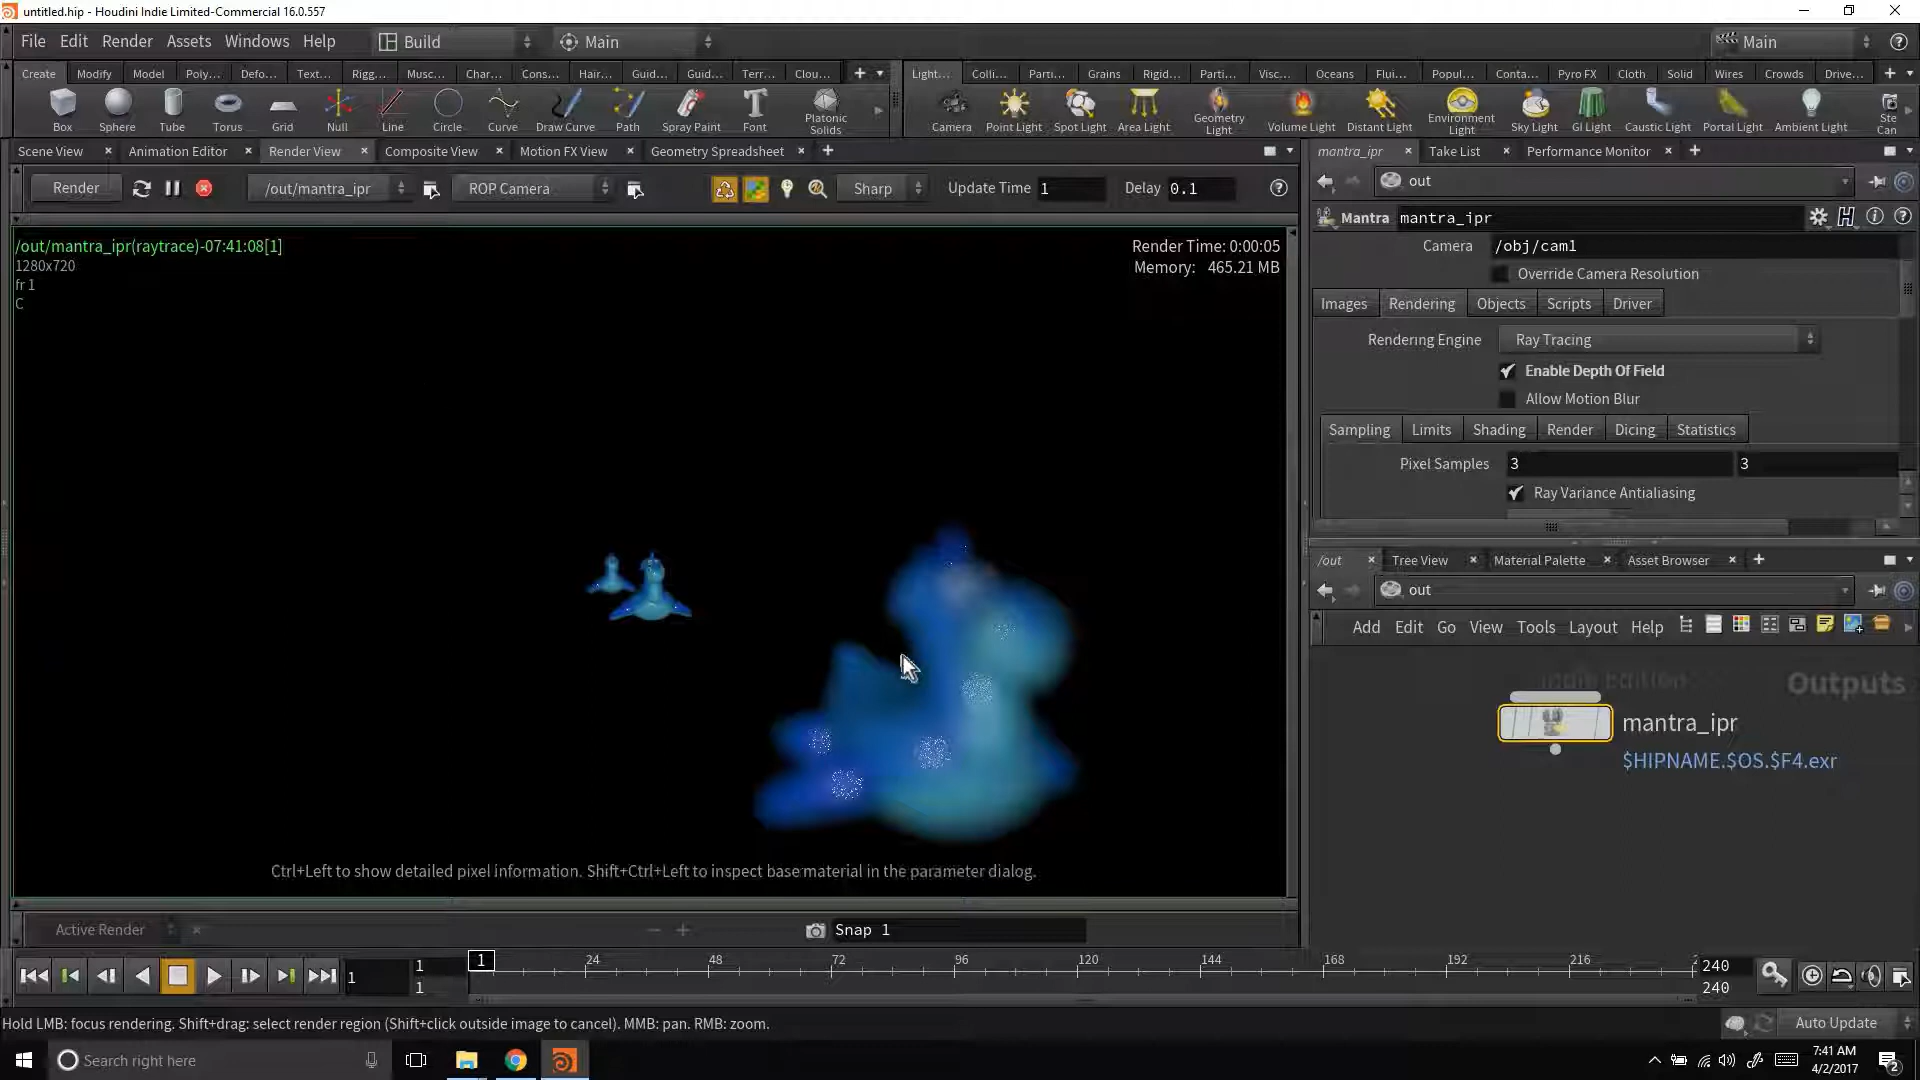 untitled.hip - Houdini Indie Limited-Commercial 16.0.557
File Edit Render Assets Windows Help Build Main Main
Create Modify Model Poly... Defo... Text... Rigg... Musc... Char... Cons... Hair... Guid... Guid... Terr... Clou...
Light... Colli... Parti... Grains Rigid... Parti... Visc... Oceans Flui... Popul... Conta... Pyro FX Cloth Solid Wires Crowds Drive...
Box Sphere Tube Torus Grid Null Line Circle Curve Draw Curve Path Spray Paint Font Platonic Solids
Camera Point Light Spot Light Area Light Geometry Light Volume Light Distant Light Environment Light Sky Light GI Light Caustic Light Portal Light Ambient Light Ste Can
Scene View Animation Editor Render View Composite View Motion FX View Geometry Spreadsheet
mantra_ipr Take List Performance Monitor
Render /out/mantra_ipr ROP Camera Sharp Update Time 1 Delay 0.1
out
Mantra mantra_ipr
/out/mantra_ipr(raytrace)-07:41:08[1]
1280x720
fr 1
C
Render Time: 0:00:05
Memory: 465.21 MB
Camera /obj/cam1
Override Camera Resolution
Images Rendering Objects Scripts Driver
Rendering Engine Ray Tracing
Enable Depth Of Field
Allow Motion Blur
Sampling Limits Shading Render Dicing Statistics
Pixel Samples 3 3
Ray Variance Antialiasing
/out Tree View Material Palette Asset Browser
out
Add Edit Go View Tools Layout Help
Indie Edition Outputs
mantra_ipr
$HIPNAME.$OS.$F4.exr
Ctrl+Left to show detailed pixel information. Shift+Ctrl+Left to inspect base material in the parameter dialog.
Active Render Snap 1
1 1 1 1 24 48 72 96 120 144 168 192 216 2 240 240
Hold LMB: focus rendering. Shift+drag: select render region (Shift+click outside image to cancel). MMB: pan. RMB: zoom.
Auto Update
Search right here
7:41 AM
4/2/2017
2